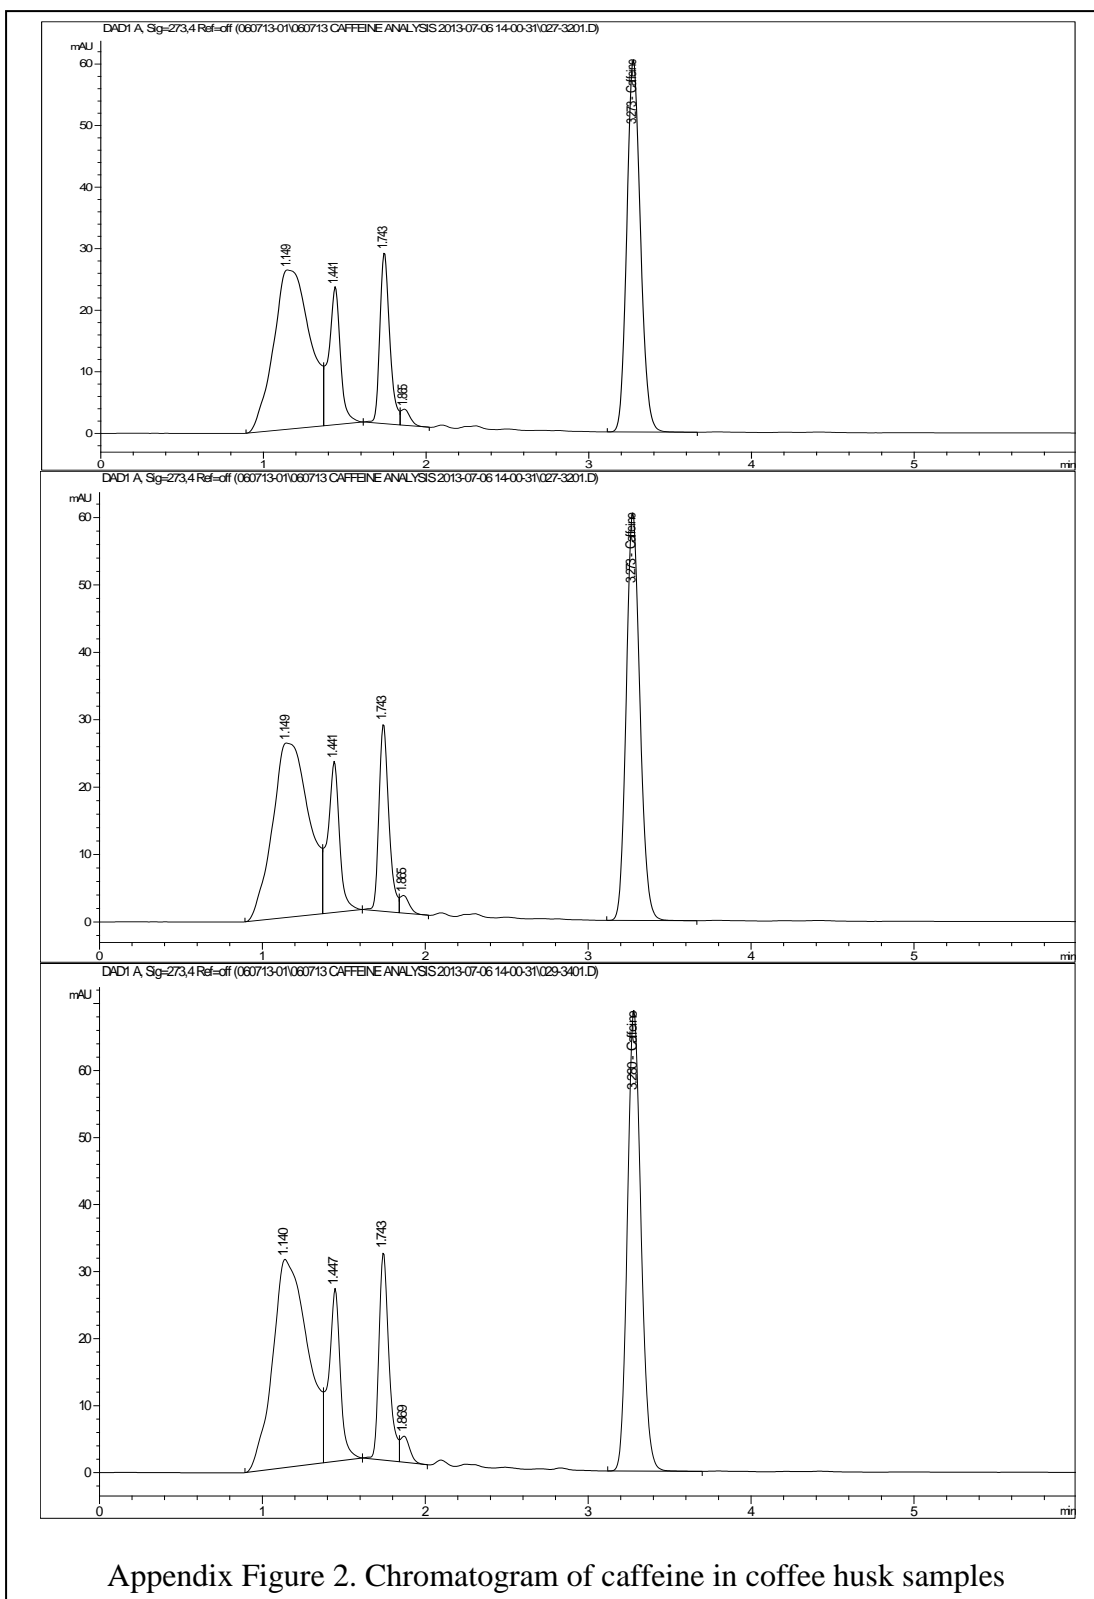 DAD1 A, Sig=273,4 Ref=off (060713-01\060713 CAFFEINE ANALYSIS 2013-07-06 14-00-31\027-3201.D)
mAU
60
50
40
30
20
10
0
1.149
1.441
1.743
1.865
3.273 - Caffeine
0 1 2 3 4 5 min
DAD1 A, Sig=273,4 Ref=off (060713-01\060713 CAFFEINE ANALYSIS 2013-07-06 14-00-31\027-3201.D)
mAU
60
50
40
30
20
10
0
1.149
1.441
1.743
1.865
3.273 - Caffeine
0 1 2 3 4 5 min
DAD1 A, Sig=273,4 Ref=off (060713-01\060713 CAFFEINE ANALYSIS 2013-07-06 14-00-31\029-3401.D)
mAU
60
50
40
30
20
10
0
1.140
1.447
1.743
1.869
3.280 - Caffeine
0 1 2 3 4 5 min
Appendix Figure 2. Chromatogram of caffeine in coffee husk samples